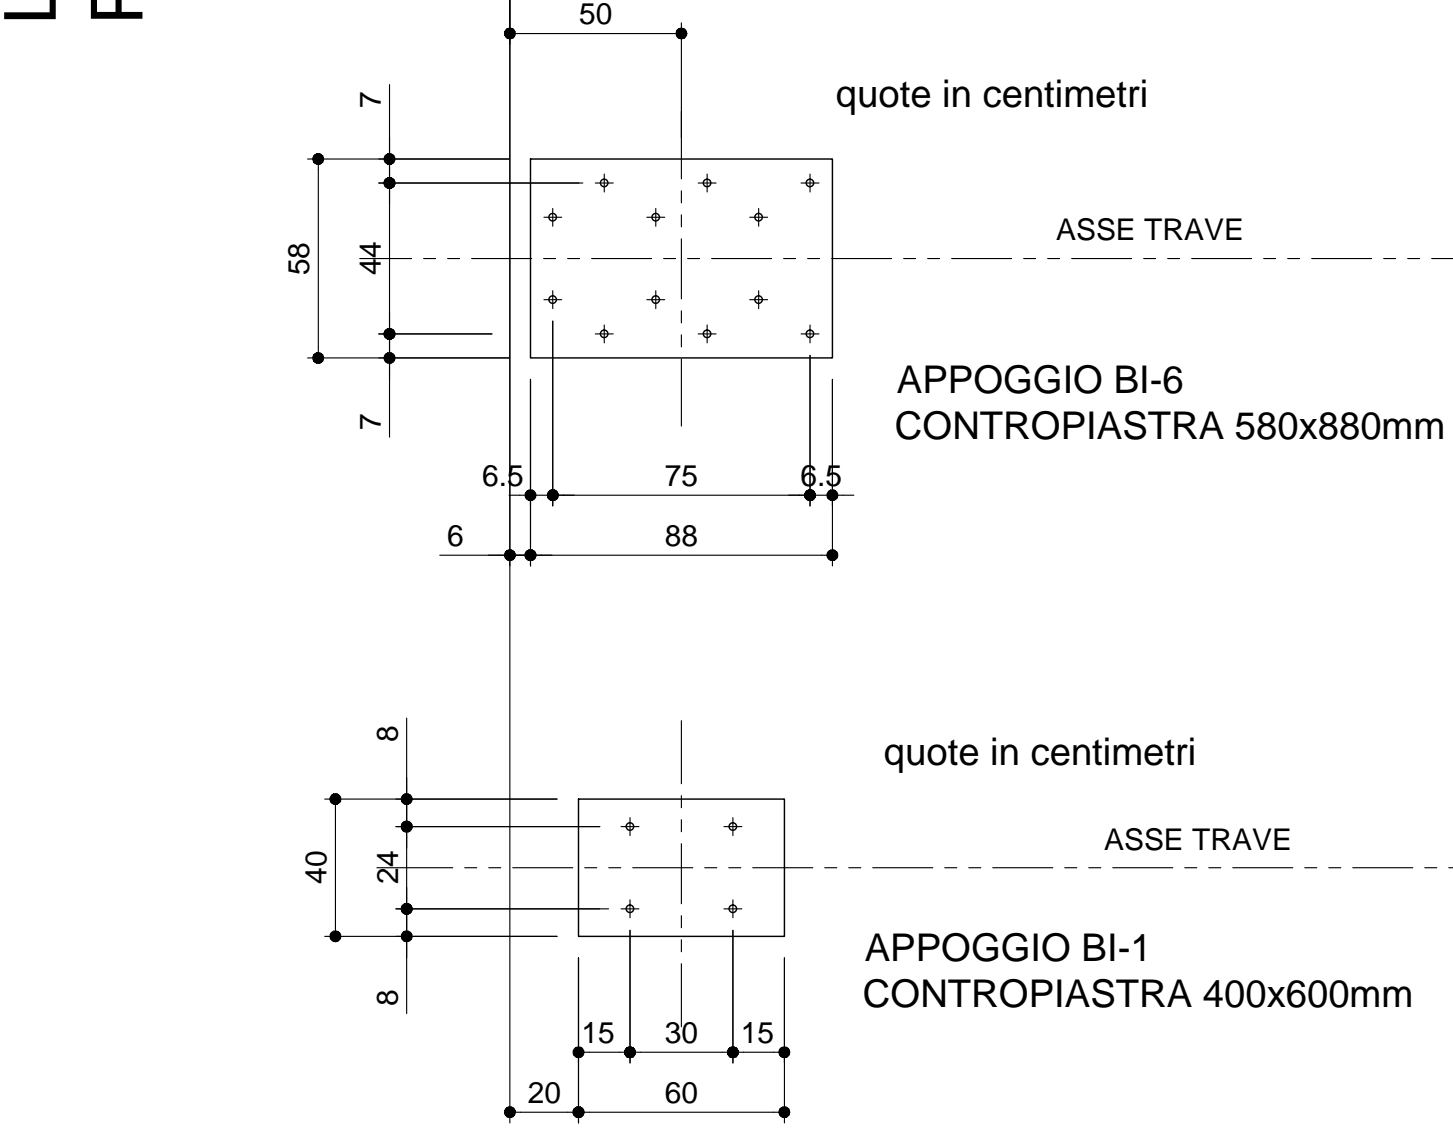 50
quote in centimetri
7
58
44
7
ASSE TRAVE
APPOGGIO BI-6
CONTROPIASTRA 580x880mm
6.5 75 6.5
6 88
quote in centimetri
8
40
24
8
ASSE TRAVE
APPOGGIO BI-1
CONTROPIASTRA 400x600mm
15 30 15
20 60